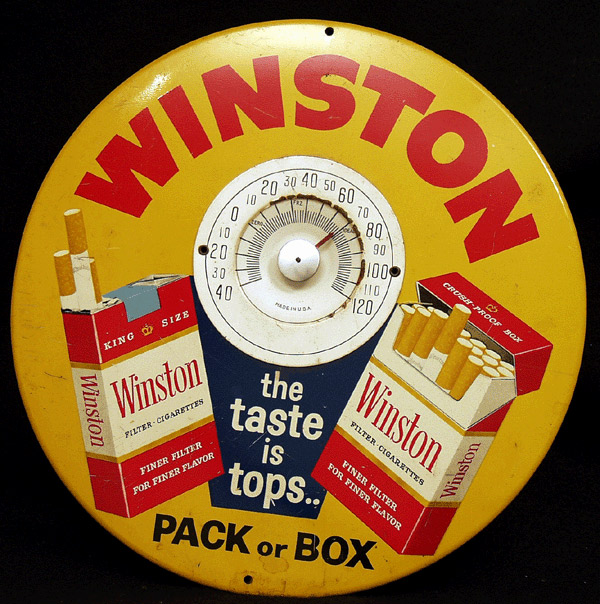 WINSTON
40 30 20 10 0 10 20 30 40 50 60 70 80 90 100 110 120
ZERO FRZ.
MADE IN U.S.A.
KING SIZE
Winston
FILTER-CIGARETTES
FINER FILTER
FOR FINER FLAVOR
Winston
the
taste
is
tops..
CRUSH-PROOF BOX
Winston
FILTER-CIGARETTES
FINER FILTER
FOR FINER FLAVOR
Winston
PACK or BOX